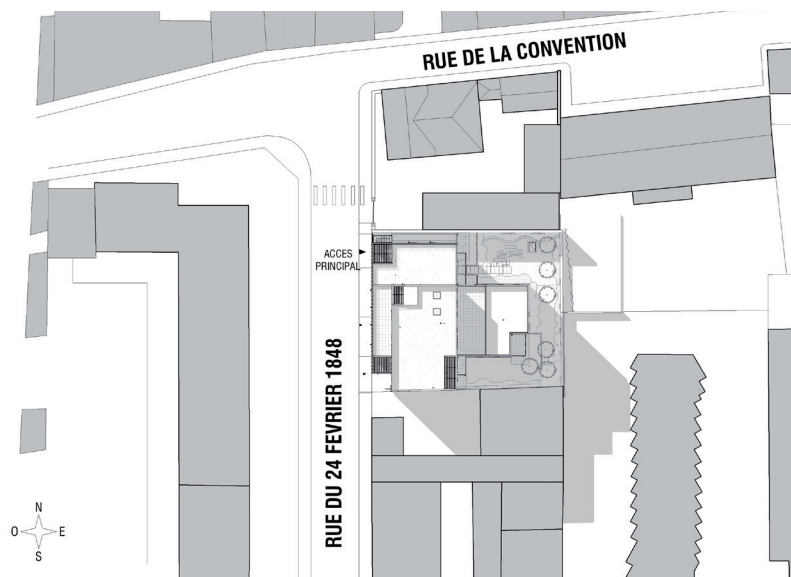 RUE DE LA CONVENTION
ACCES
PRINCIPAL
RUE DU 24 FEVRIER 1848
N
O E
S